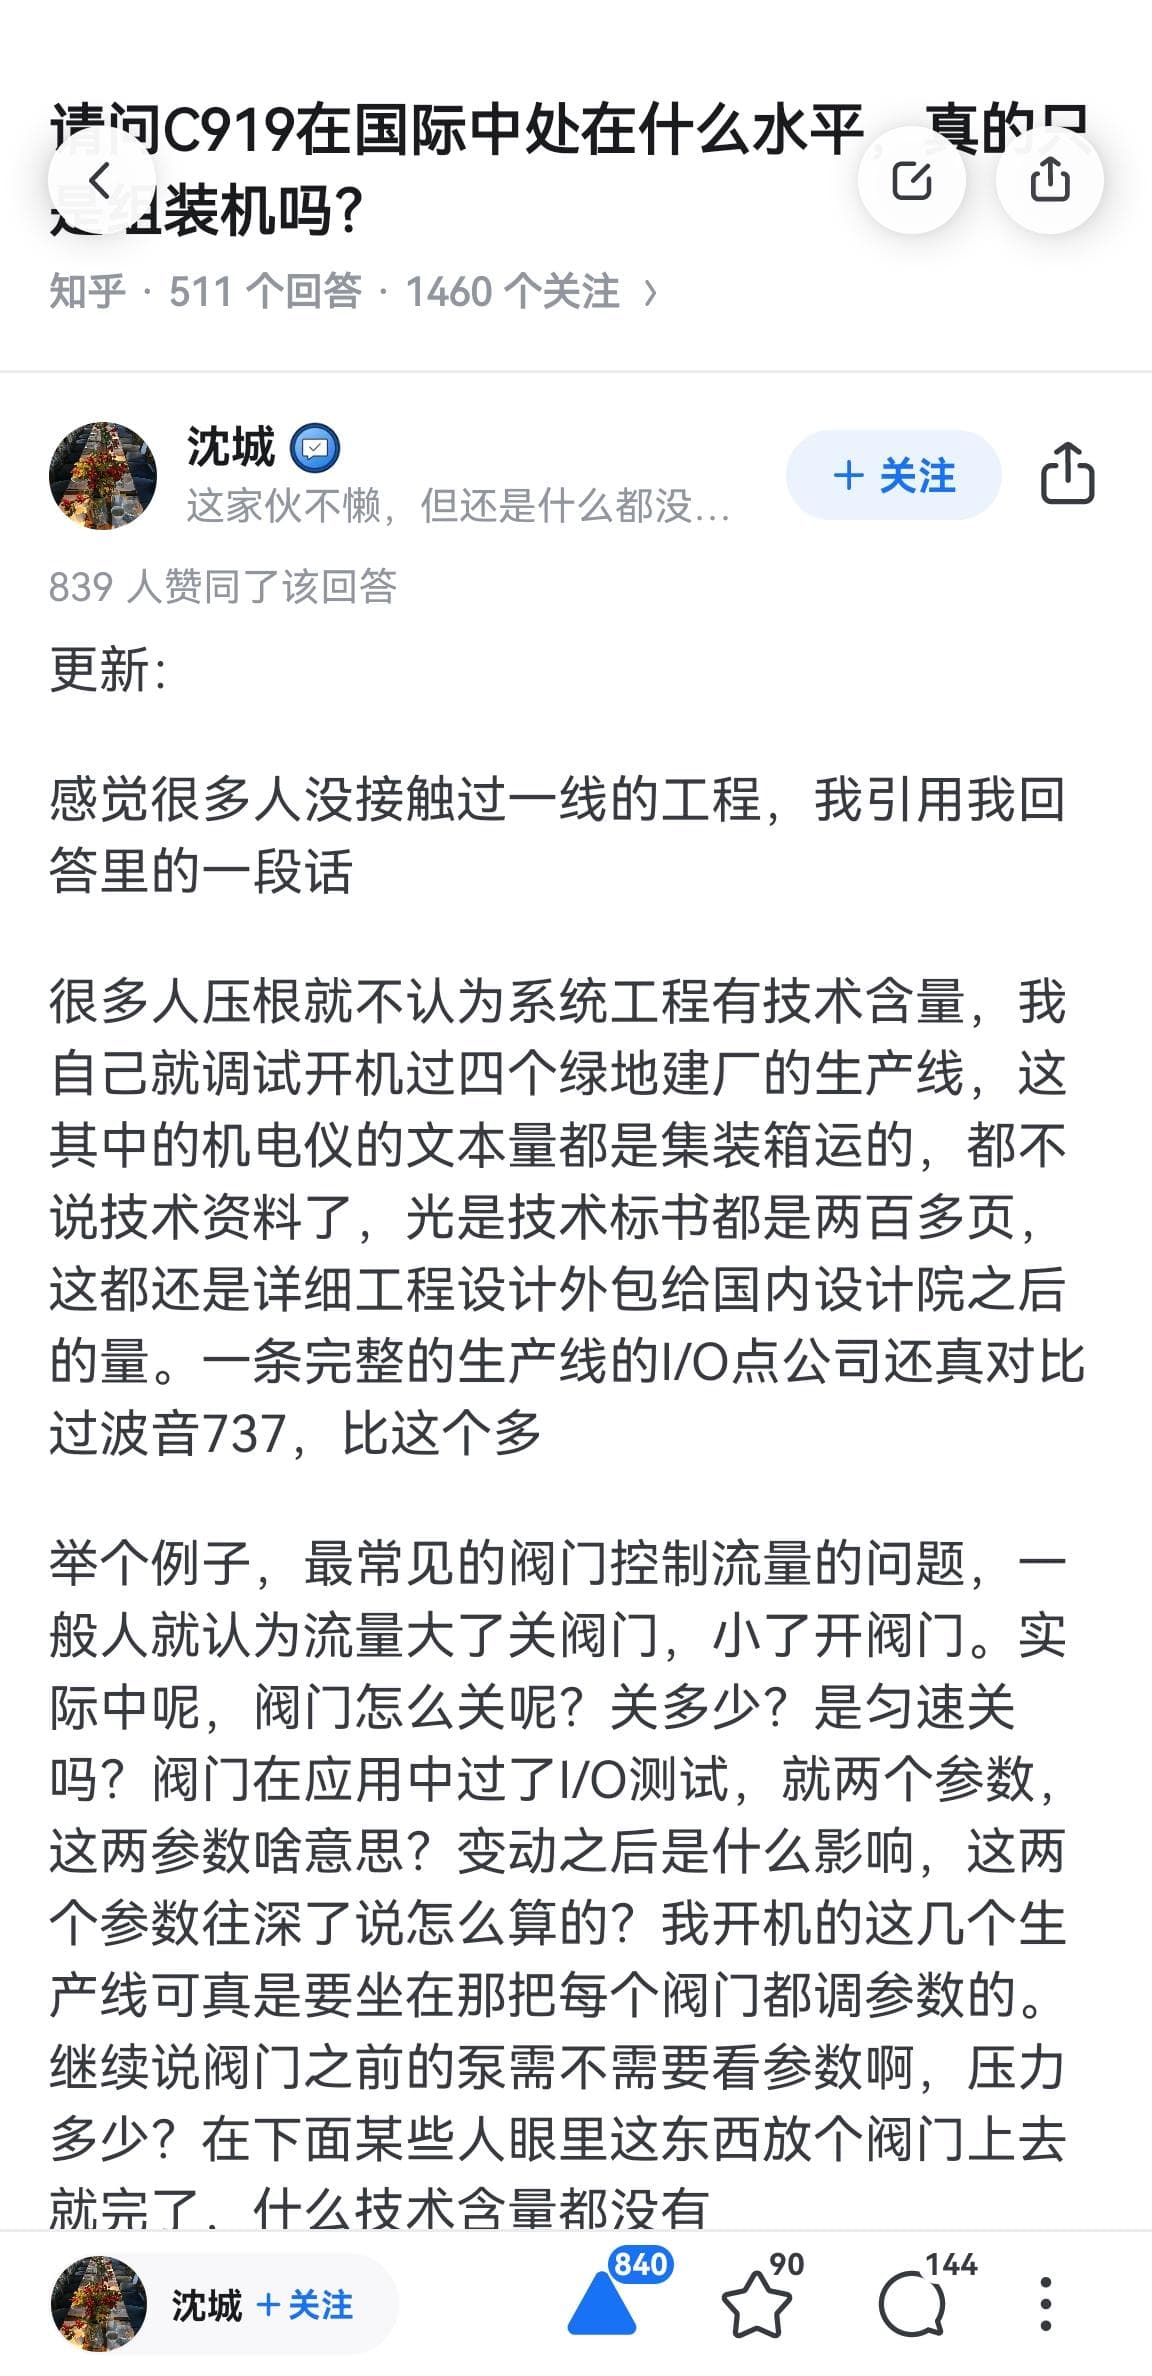 请问C919在国际中处在什么水平，真的只
是组装机吗？
知乎 · 511 个回答 · 1460 个关注 >
沈城
这家伙不懒，但还是什么都没...
+ 关注
839 人赞同了该回答
更新：
感觉很多人没接触过一线的工程，我引用我回
答里的一段话
很多人压根就不认为系统工程有技术含量，我
自己就调试开机过四个绿地建厂的生产线，这
其中的机电仪的文本量都是集装箱运的，都不
说技术资料了，光是技术标书都是两百多页，
这都还是详细工程设计外包给国内设计院之后
的量。一条完整的生产线的I/O点公司还真对比
过波音737，比这个多
举个例子，最常见的阀门控制流量的问题，一
般人就认为流量大了关阀门，小了开阀门。实
际中呢，阀门怎么关呢？关多少？是匀速关
吗？阀门在应用中过了I/O测试，就两个参数，
这两参数啥意思？变动之后是什么影响，这两
个参数往深了说怎么算的？我开机的这几个生
产线可真是要坐在那把每个阀门都调参数的。
继续说阀门之前的泵需不需要看参数啊，压力
多少？在下面某些人眼里这东西放个阀门上去
就完了，什么技术含量都没有
沈城 + 关注
840
90
144